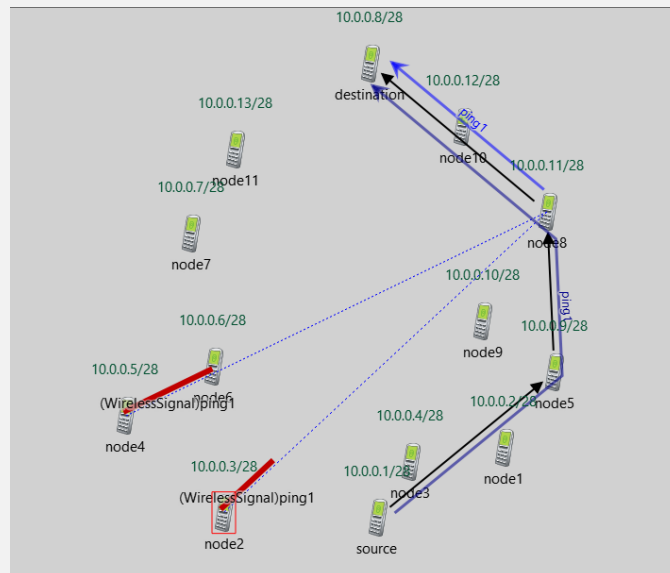 10.0.0.8/28
destination
10.0.0.12/28
ping1
node10
10.0.0.13/28
node11
10.0.0.11/28
node8
10.0.0.7/28
node7
10.0.0.10/28
node9
ping1
10.0.0.9/28
node5
10.0.0.6/28
node6
10.0.0.5/28
(WirelessSignal)ping1
node4
10.0.0.2/28
node1
10.0.0.4/28
node3
10.0.0.3/28
(WirelessSignal)ping1
node2
10.0.0.1/28
source